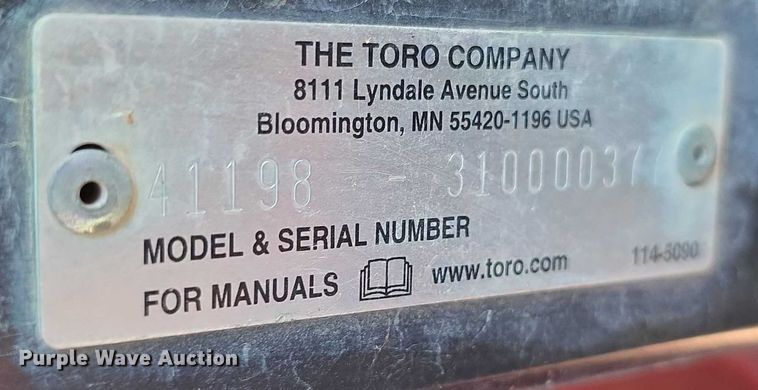 THE TORO COMPANY
8111 Lyndale Avenue South
Bloomington, MN 55420-1196 USA
41198 - 310000377
MODEL & SERIAL NUMBER
FOR MANUALS www.toro.com
114-5090
Purple Wave Auction